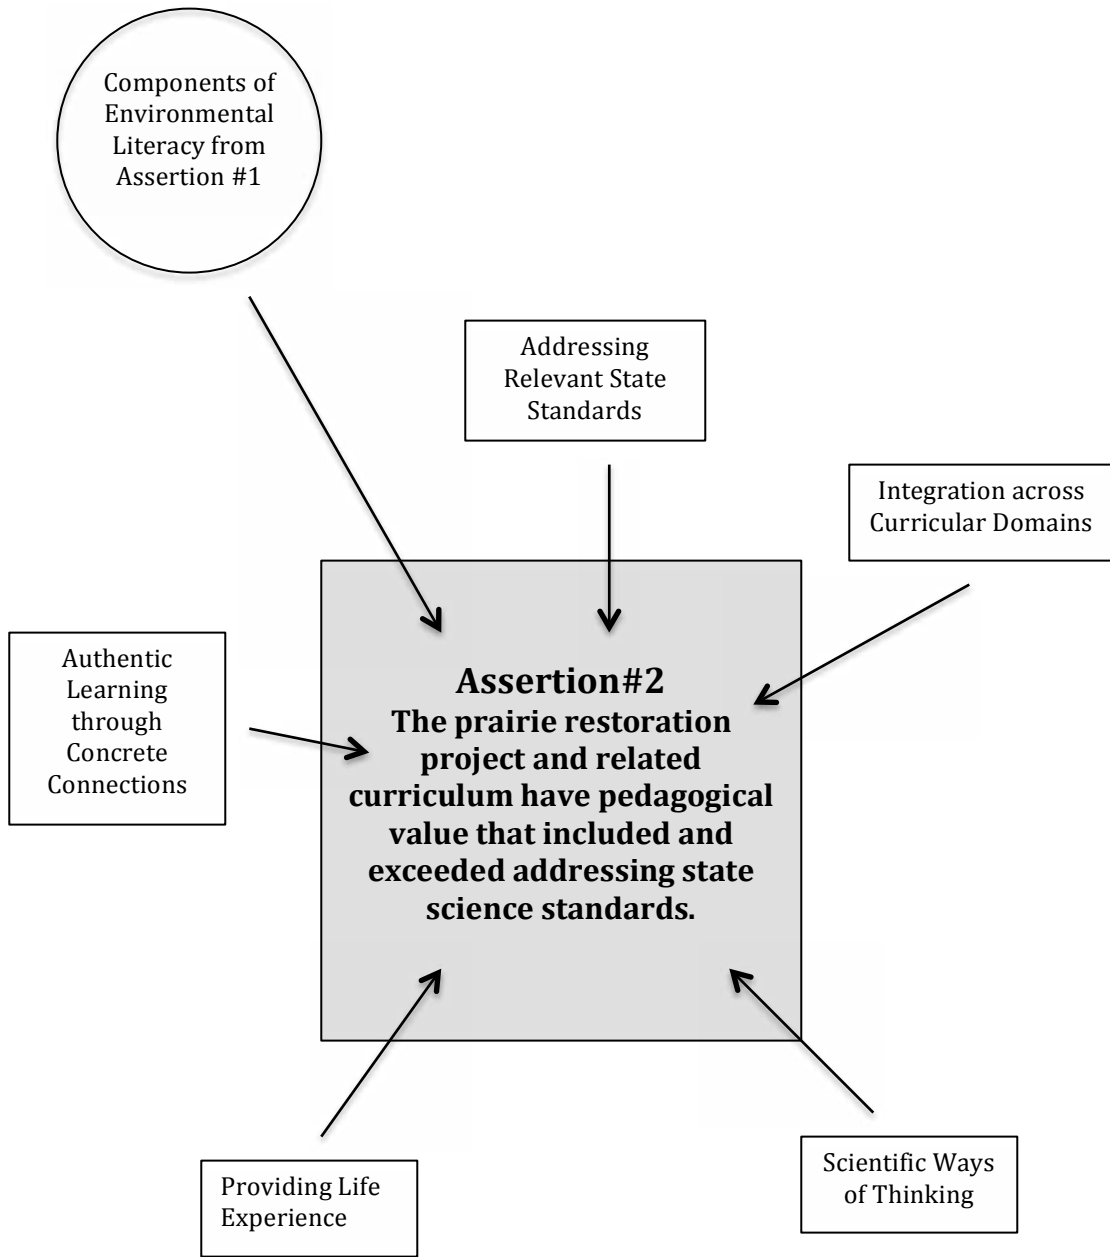 Components of
Environmental
Literacy from
Assertion #1
Addressing
Relevant State
Standards
Integration across
Curricular Domains
Authentic
Learning
through
Concrete
Connections
Assertion#2
The prairie restoration
project and related
curriculum have pedagogical
value that included and
exceeded addressing state
science standards.
Providing Life
Experience
Scientific Ways
of Thinking